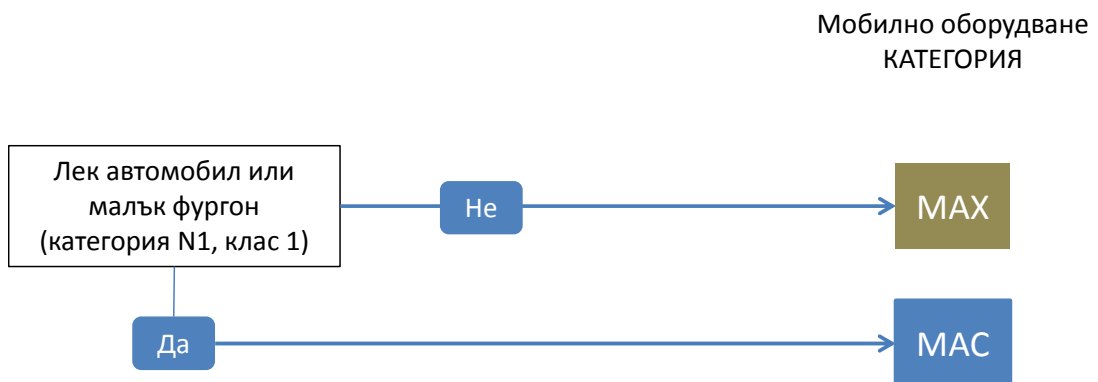 Мобилно оборудване
КАТЕГОРИЯ
Лек автомобил или
малък фургон
(категория N1, клас 1)
Не
MAX
Да
MAC